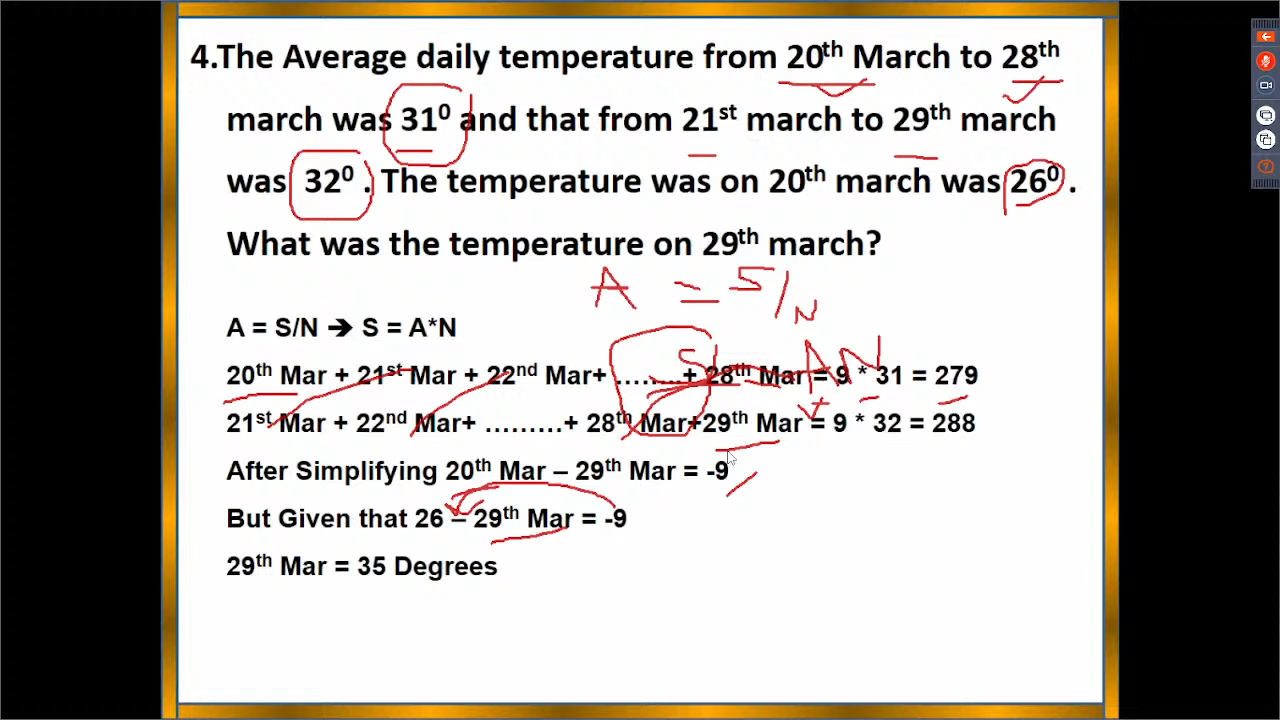 4.The Average daily temperature from 20th March to 28th
march was 31⁰ and that from 21st march to 29th march
was 32⁰ . The temperature was on 20th march was 26⁰ .
What was the temperature on 29th march?
A = S/N
A = S/N ➔ S = A*N
S = AN
20th Mar + 21st Mar + 22nd Mar+ ........+ 28th Mar = 9 * 31 = 279
21st Mar + 22nd Mar+ .........+ 28th Mar+29th Mar = 9 * 32 = 288
After Simplifying 20th Mar – 29th Mar = -9
But Given that 26 – 29th Mar = -9
29th Mar = 35 Degrees